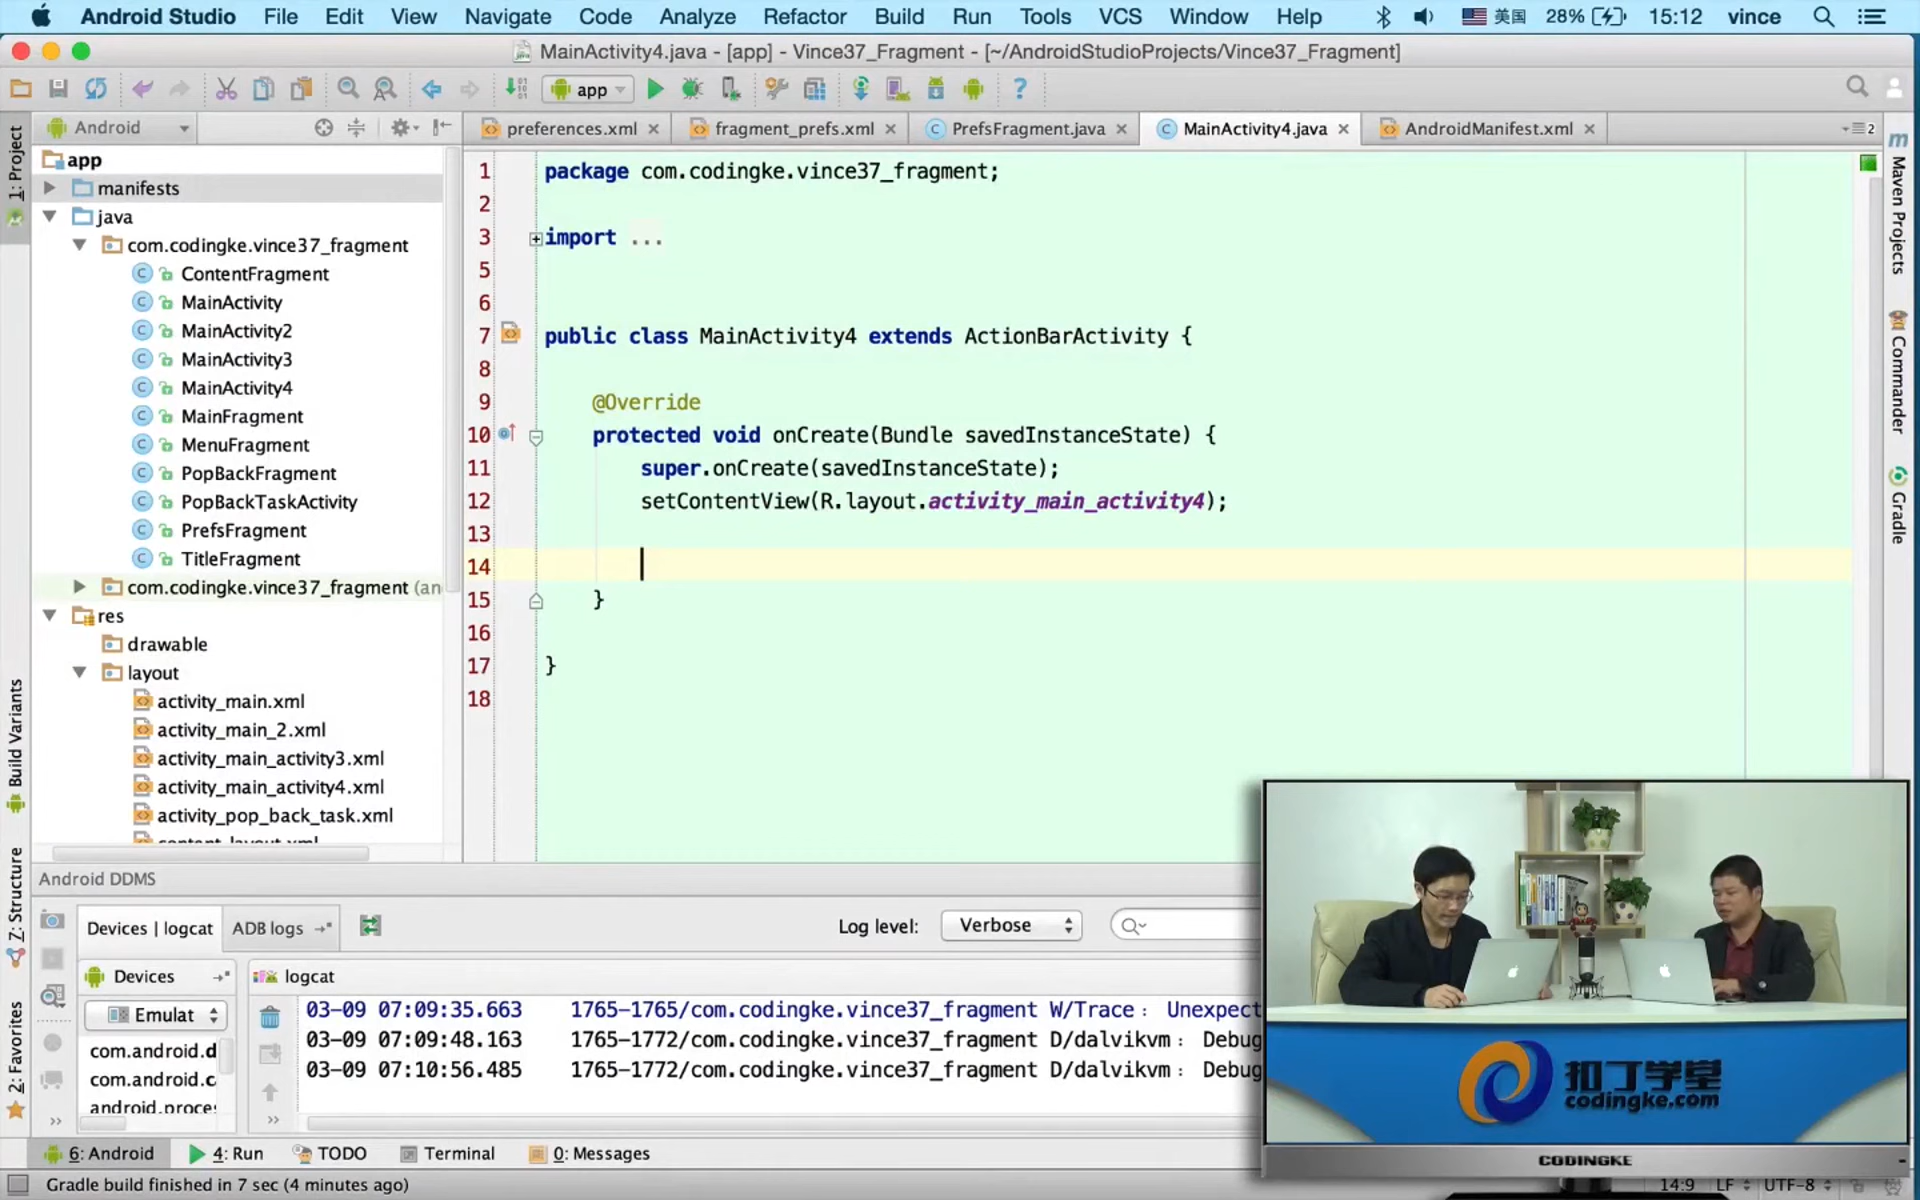 Android Studio File Edit View Navigate Code Analyze Refactor Build Run Tools VCS Window Help 美国 28% 15:12 vince
MainActivity4.java - [app] - Vince37_Fragment - [~/AndroidStudioProjects/Vince37_Fragment]
app
Android
preferences.xml fragment_prefs.xml PrefsFragment.java MainActivity4.java AndroidManifest.xml 2
1: Project
Build Variants
Z: Structure
2: Favorites
app
manifests
java
com.codingke.vince37_fragment
ContentFragment
MainActivity
MainActivity2
MainActivity3
MainActivity4
MainFragment
MenuFragment
PopBackFragment
PopBackTaskActivity
PrefsFragment
TitleFragment
com.codingke.vince37_fragment (an
res
drawable
layout
activity_main.xml
activity_main_2.xml
activity_main_activity3.xml
activity_main_activity4.xml
activity_pop_back_task.xml
content_layout.xml
1 package com.codingke.vince37_fragment;
2
3 import ...
5
6
7 public class MainActivity4 extends ActionBarActivity {
8
9 @Override
10 protected void onCreate(Bundle savedInstanceState) {
11 super.onCreate(savedInstanceState);
12 setContentView(R.layout.activity_main_activity4);
13
14
15 }
16
17 }
18
Maven Projects
Commander
Gradle
Android DDMS
Devices | logcat ADB logs Log level: Verbose
Devices logcat
Emulat
com.android.d
com.android.c
android.proce
03-09 07:09:35.663 1765-1765/com.codingke.vince37_fragment W/Trace﹕ Unexpect
03-09 07:09:48.163 1765-1772/com.codingke.vince37_fragment D/dalvikvm﹕ Debug
03-09 07:10:56.485 1765-1772/com.codingke.vince37_fragment D/dalvikvm﹕ Debug
扣丁学堂
codingke.com
CODINGKE
6: Android 4: Run TODO Terminal 0: Messages
Gradle build finished in 7 sec (4 minutes ago) 14:9 LF UTF-8